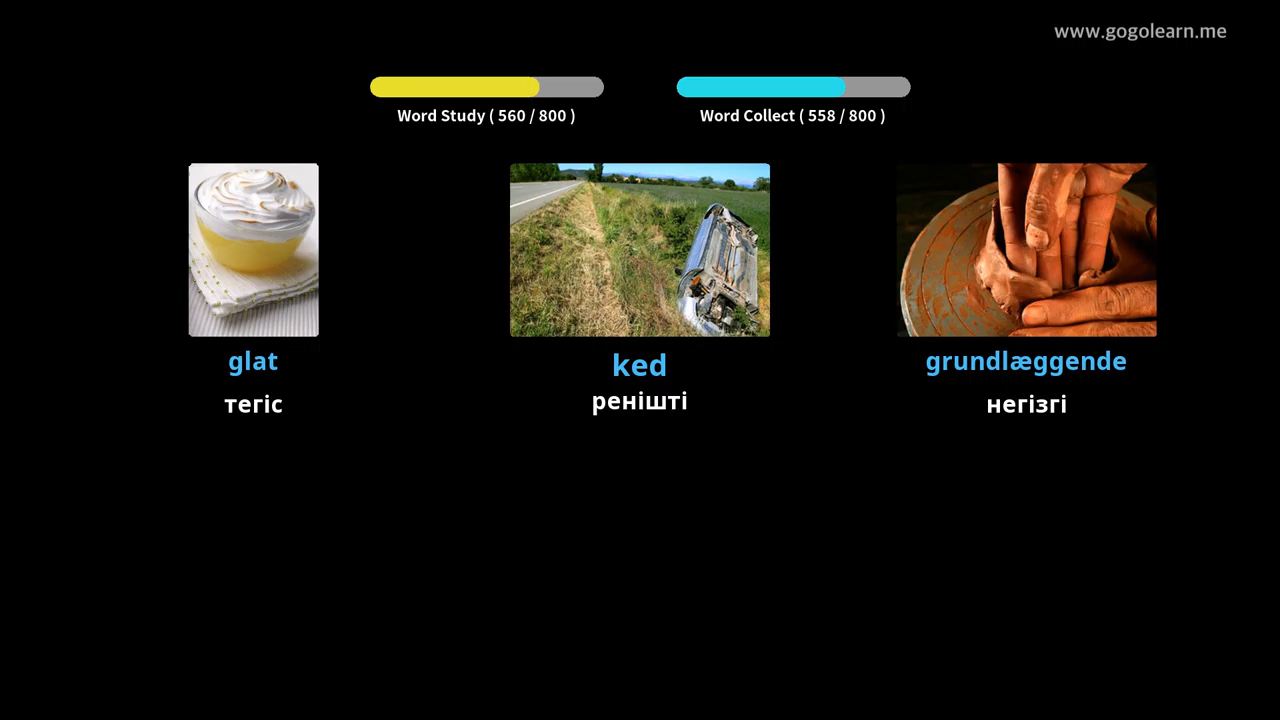 www.gogolearn.me
Word Study ( 560 / 800 )
Word Collect ( 558 / 800 )
glat
тегіс
ked
ренішті
grundlæggende
негізгі